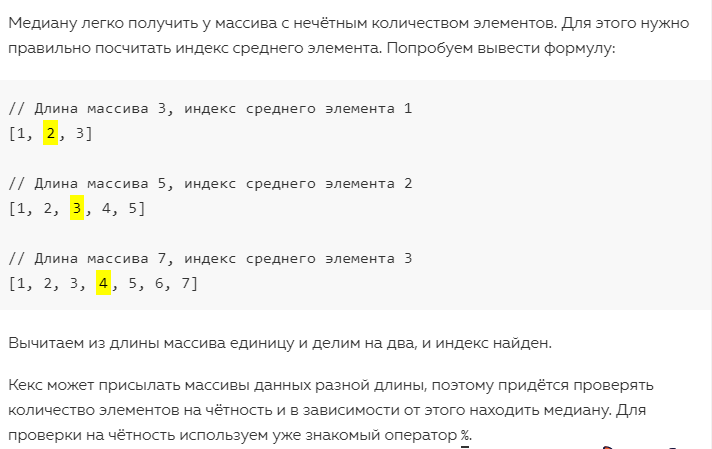 Медиану легко получить у массива с нечётным количеством элементов. Для этого нужно
правильно посчитать индекс среднего элемента. Попробуем вывести формулу:
// Длина массива 3, индекс среднего элемента 1
[1, 2, 3]
// Длина массива 5, индекс среднего элемента 2
[1, 2, 3, 4, 5]
// Длина массива 7, индекс среднего элемента 3
[1, 2, 3, 4, 5, 6, 7]
Вычитаем из длины массива единицу и делим на два, и индекс найден.
Кекс может присылать массивы данных разной длины, поэтому придётся проверять
количество элементов на чётность и в зависимости от этого находить медиану. Для
проверки на чётность используем уже знакомый оператор %.